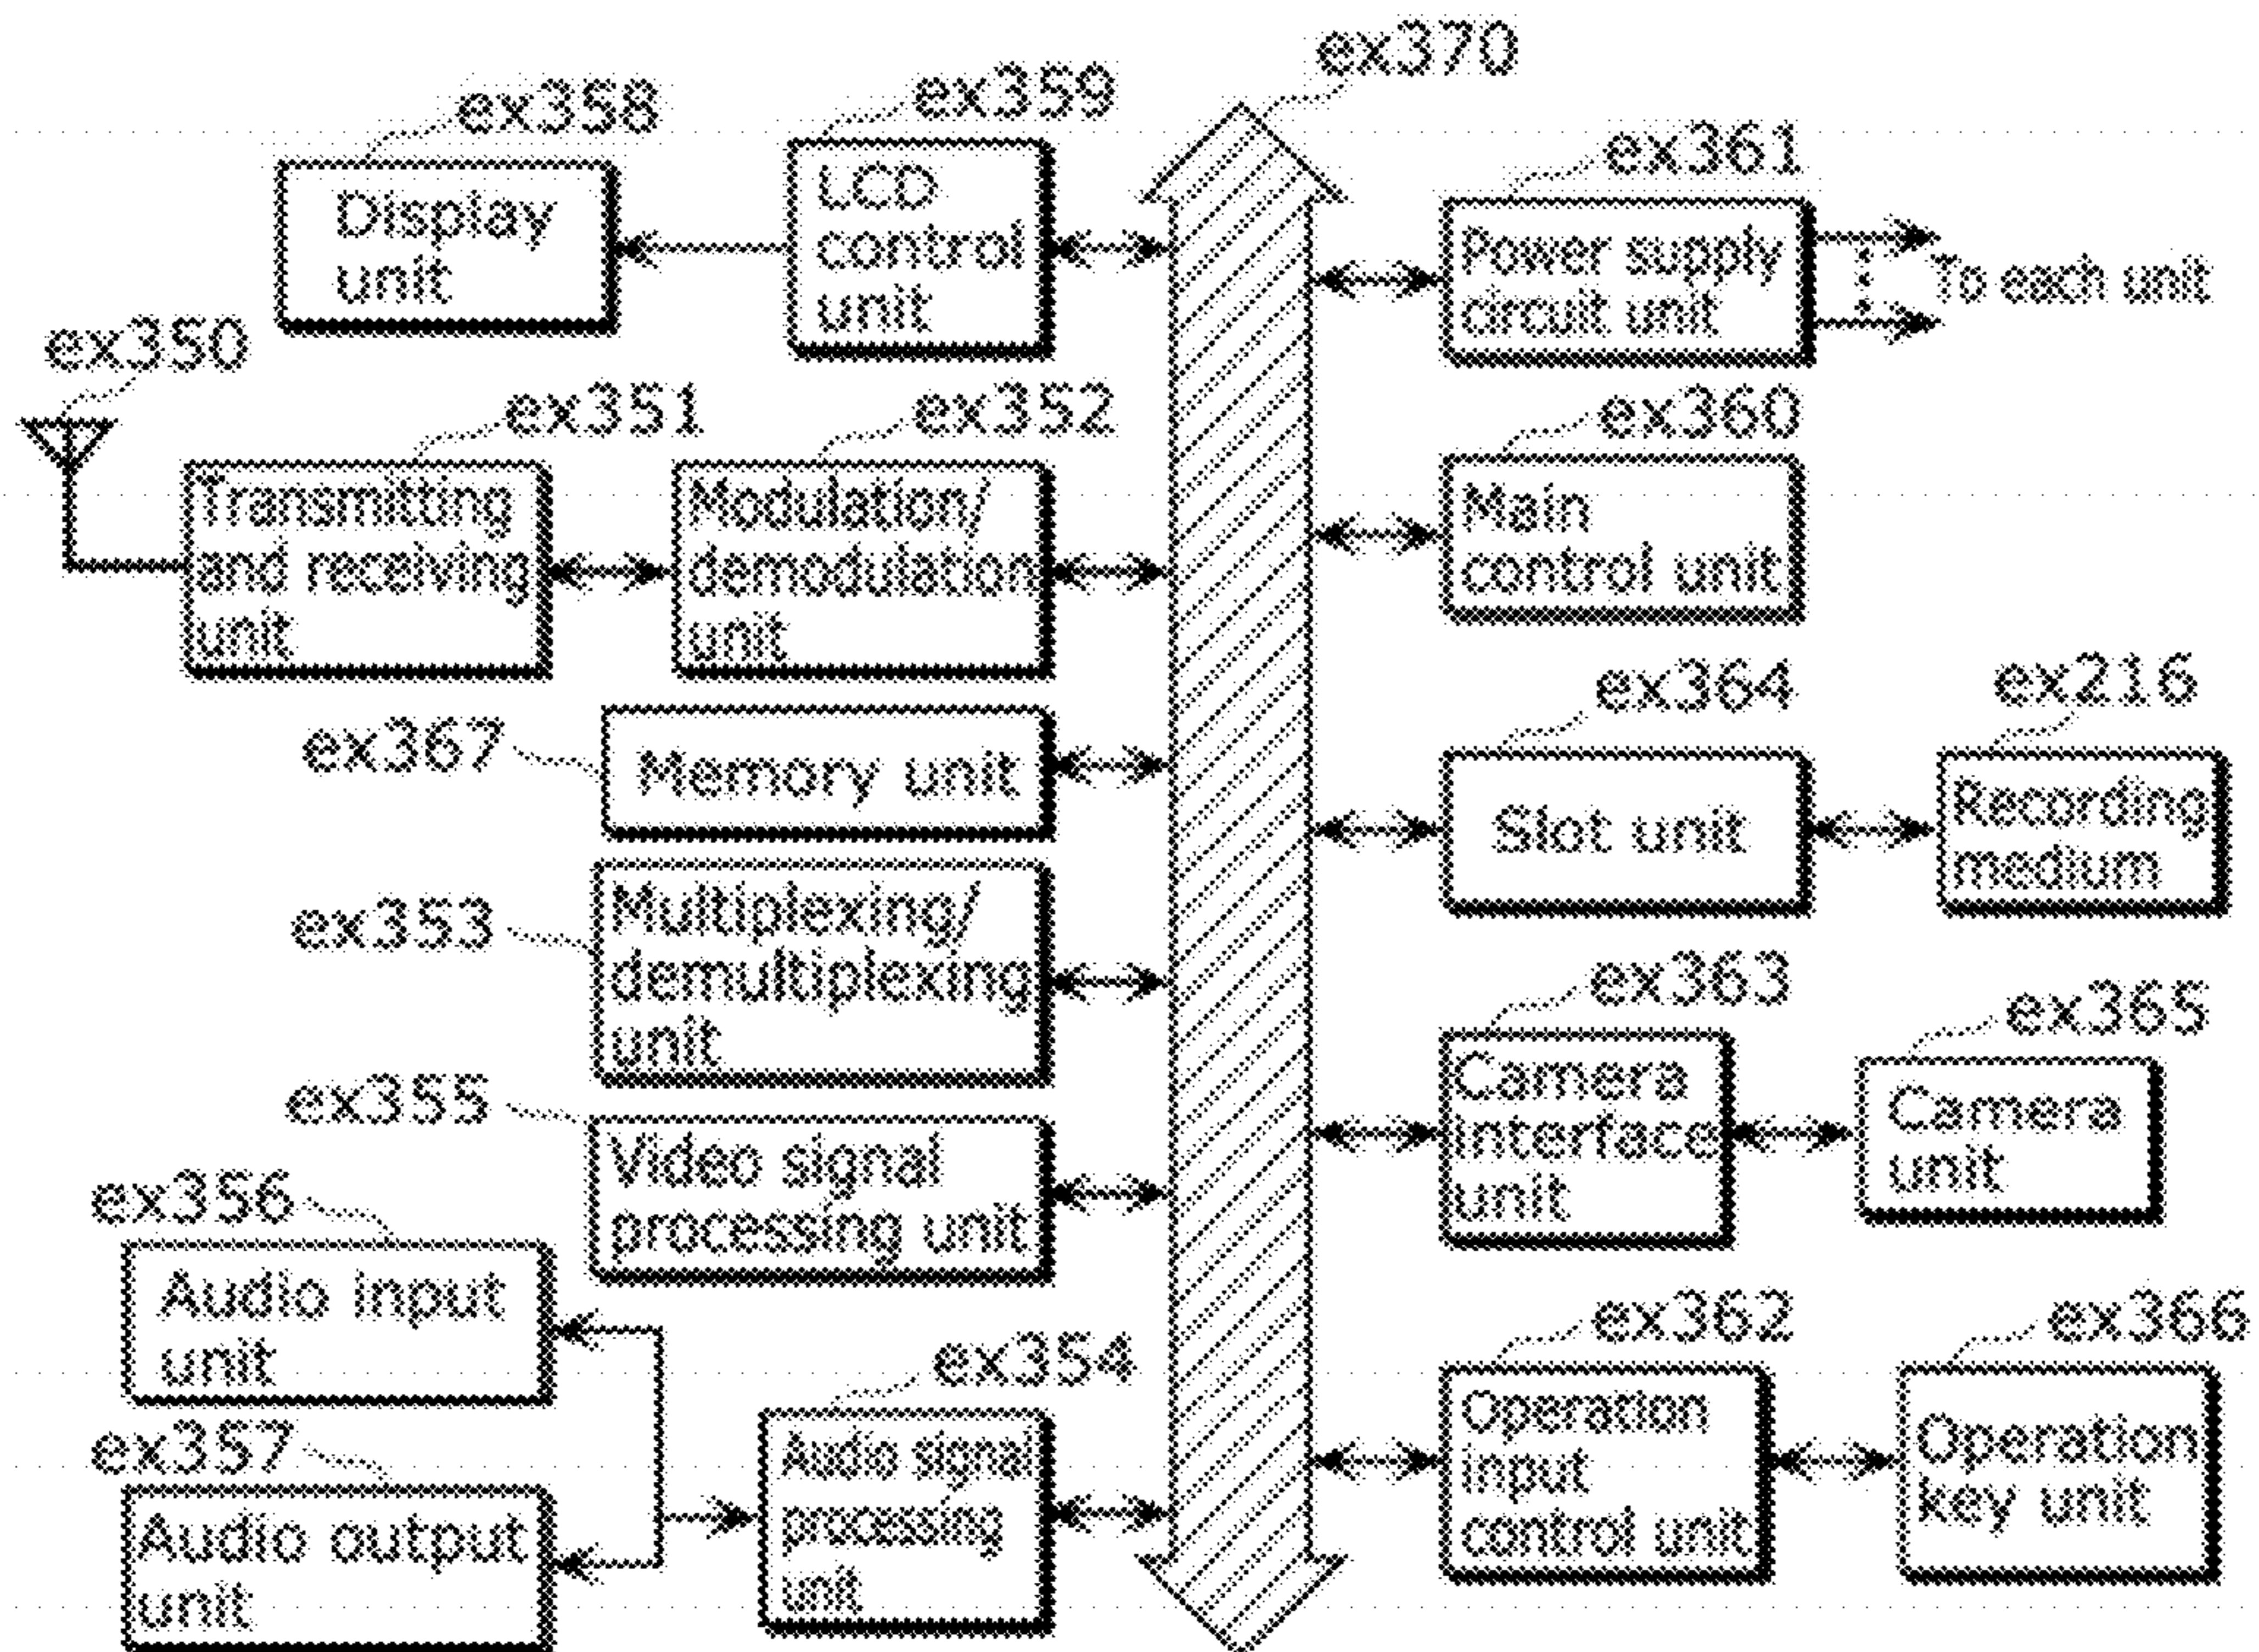 ex370
ex358
ex359
ex361
Display
unit
LCD
control
unit
Power supply
circuit unit
To each unit
ex350
ex351
ex352
ex360
Transmitting
and receiving
unit
Modulation/
demodulation
unit
Main
control unit
ex367
Memory unit
ex364
ex216
Slot unit
Recording
medium
ex353
Multiplexing/
demultiplexing
unit
ex363
ex365
Camera
interface
unit
Camera
unit
ex355
Video signal
processing unit
ex356
Audio input
unit
ex354
ex362
ex366
ex357
Audio output
unit
Audio signal
processing
unit
Operation
input
control unit
Operation
key unit